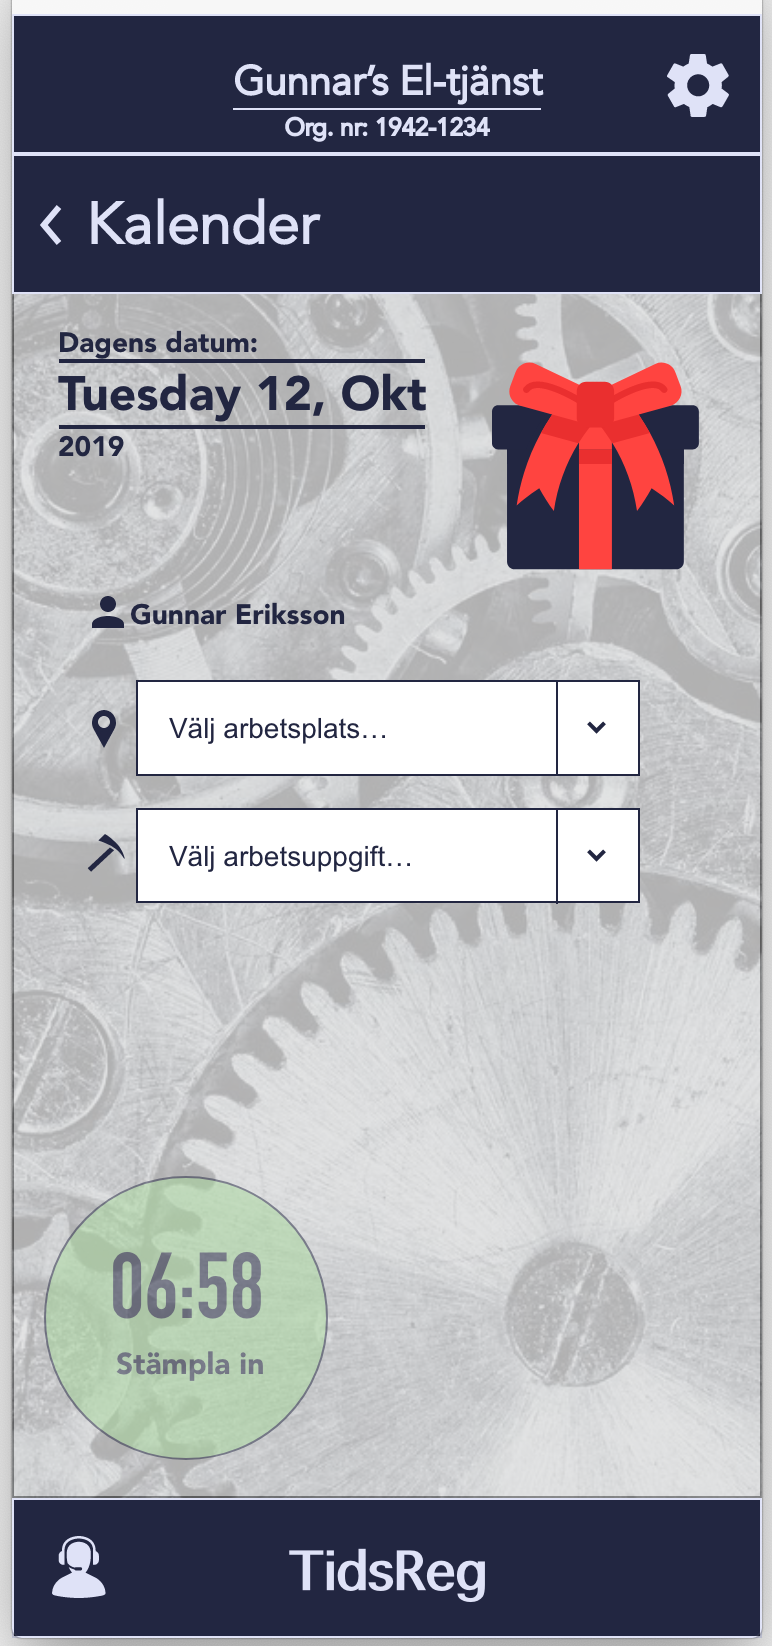 Gunnar's El-tjänst
Org. nr: 1942-1234
Kalender
Dagens datum:
Tuesday 12, Okt
2019
Gunnar Eriksson
Välj arbetsplats...
Välj arbetsuppgift...
06:58
Stämpla in
TidsReg